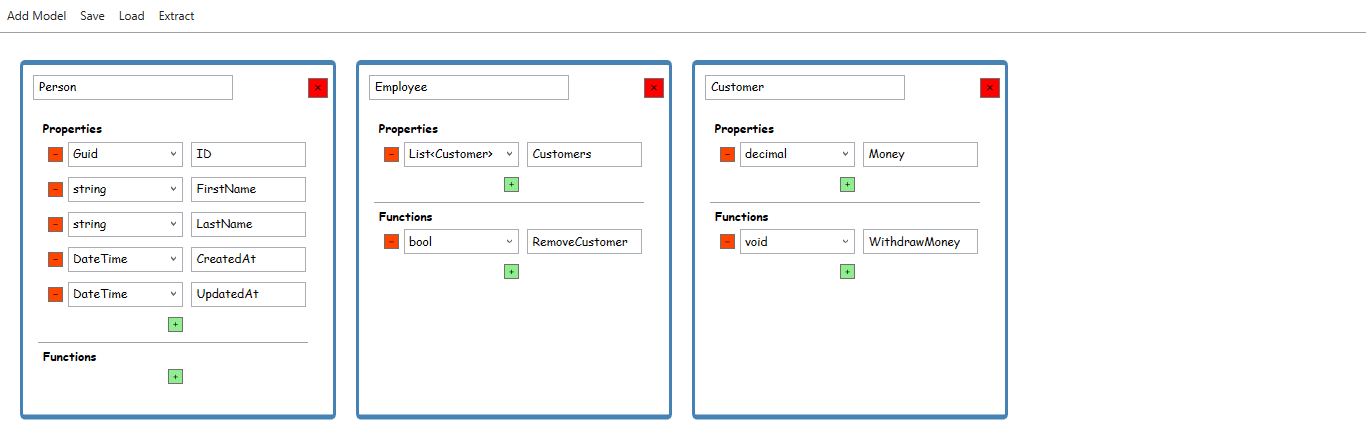 Add Model Save Load Extract
Person ×
Properties
- Guid ID
- string FirstName
- string LastName
- DateTime CreatedAt
- DateTime UpdatedAt
+
Functions
+
Employee ×
Properties
- List<Customer> Customers
+
Functions
- bool RemoveCustomer
+
Customer ×
Properties
- decimal Money
+
Functions
- void WithdrawMoney
+